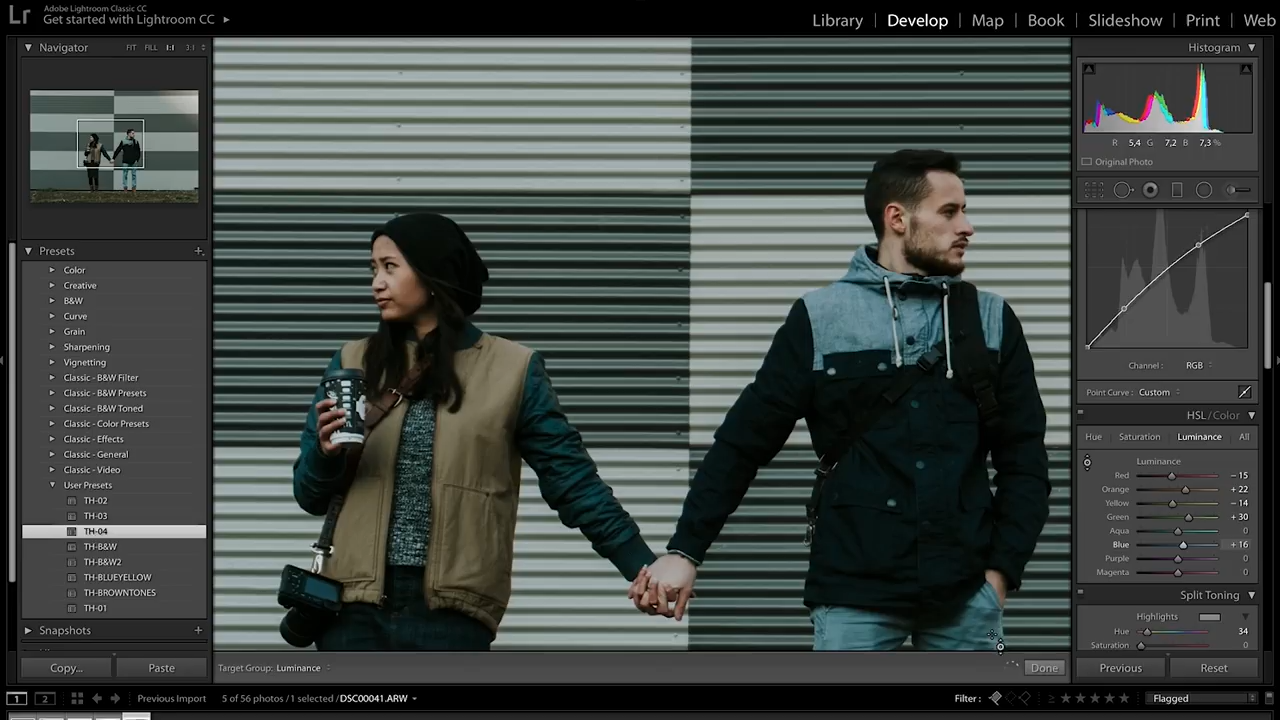 Lr Adobe Lightroom Classic CC
Get started with Lightroom CC
Library | Develop | Map | Book | Slideshow | Print | Web
Navigator FIT FILL 1:1 3:1
Histogram
R 5,4 G 7,2 B 7,3 %
Original Photo
Presets +
Color
Creative
B&W
Curve
Grain
Sharpening
Vignetting
Classic - B&W Filter
Classic - B&W Presets
Classic - B&W Toned
Classic - Color Presets
Classic - Effects
Classic - General
Classic - Video
User Presets
TH-02
TH-03
TH-04
TH-B&W
TH-B&W2
TH-BLUEYELLOW
TH-BROWNTONES
TH-01
Snapshots +
Copy... Paste
Channel: RGB
Point Curve: Custom
HSL / Color
Hue Saturation Luminance All
Luminance
Red - 15
Orange + 22
Yellow - 14
Green + 30
Aqua 0
Blue + 16
Purple 0
Magenta 0
Split Toning
Highlights
Hue 34
Saturation 0
Target Group: Luminance
Done
Previous Reset
1 2 Previous Import 5 of 56 photos / 1 selected / DSC00041.ARW
Filter: ≥ ★★★★★ Flagged